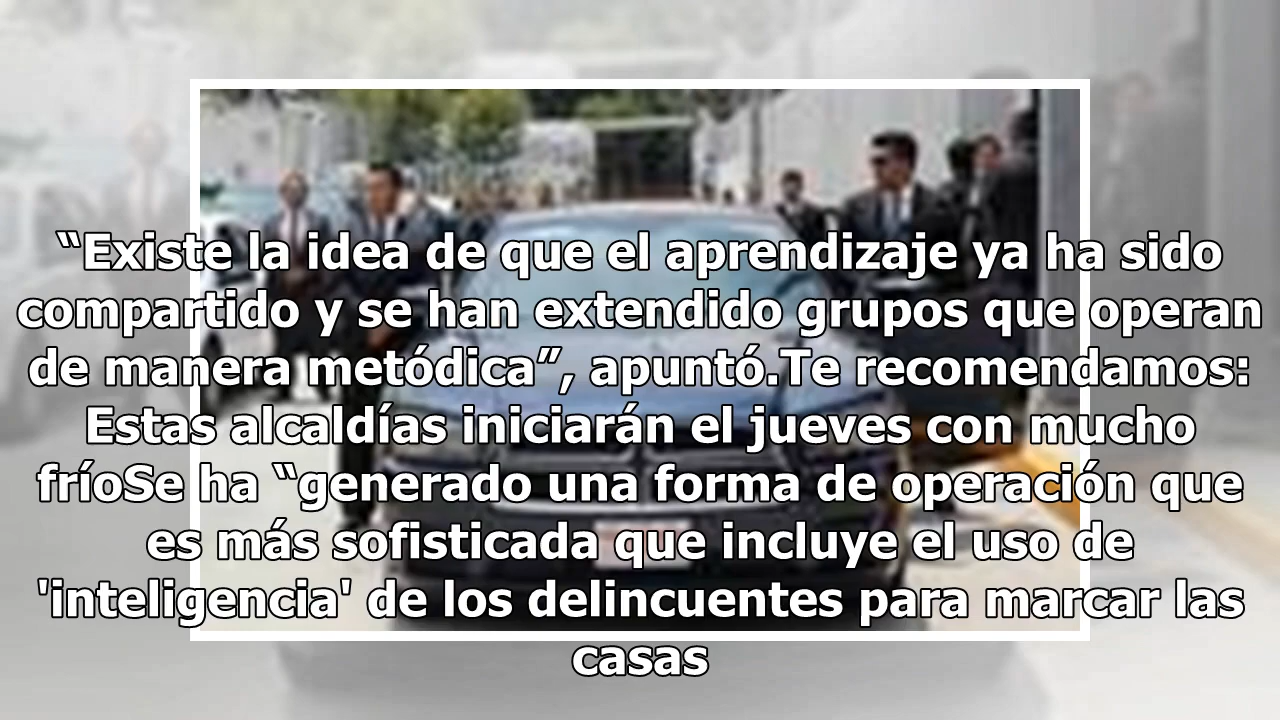 “Existe la idea de que el aprendizaje ya ha sido
compartido y se han extendido grupos que operan
de manera metódica”, apuntó.Te recomendamos:
Estas alcaldías iniciarán el jueves con mucho
fríoSe ha “generado una forma de operación que
es más sofisticada que incluye el uso de
'inteligencia' de los delincuentes para marcar las
casas